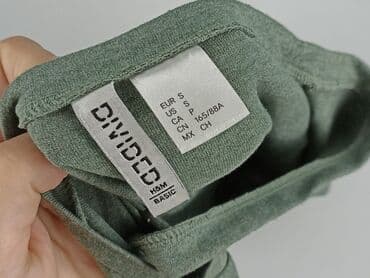 DIVIDED
H&M
BASIC
EUR S
US S
CA P
CN 165/88A
MX CH